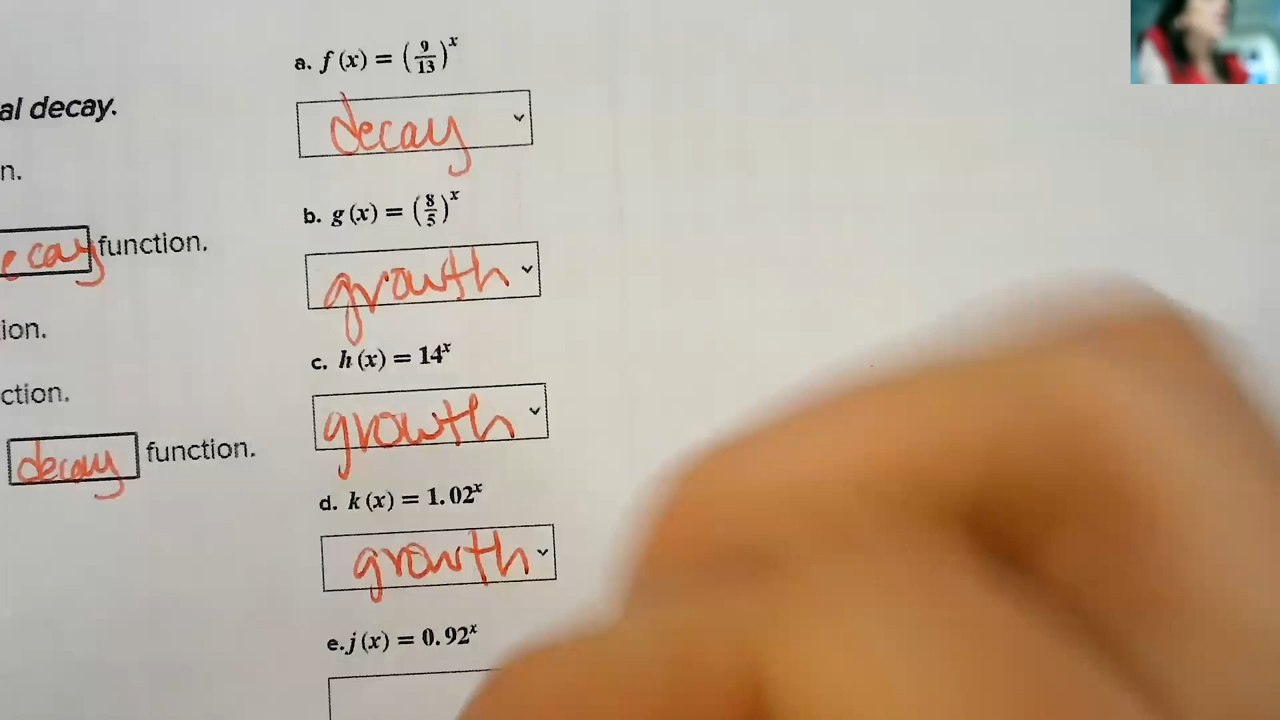 al decay.
n.
ecay function.
ion.
ction.
decay function.
a. f(x) = (9/13)^x
decay
b. g(x) = (8/5)^x
growth
c. h(x) = 14^x
growth
d. k(x) = 1.02^x
growth
e. j(x) = 0.92^x